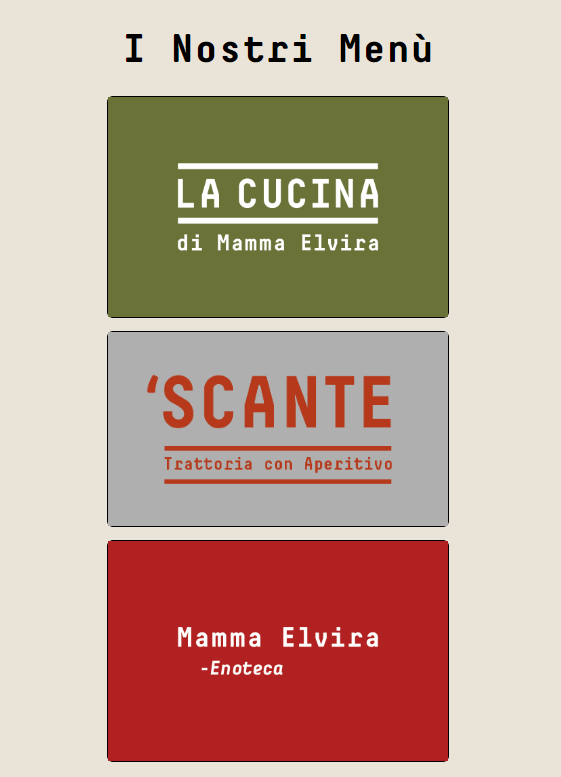 I Nostri Menù
LA CUCINA
di Mamma Elvira
‘SCANTE
Trattoria con Aperitivo
Mamma Elvira
-Enoteca